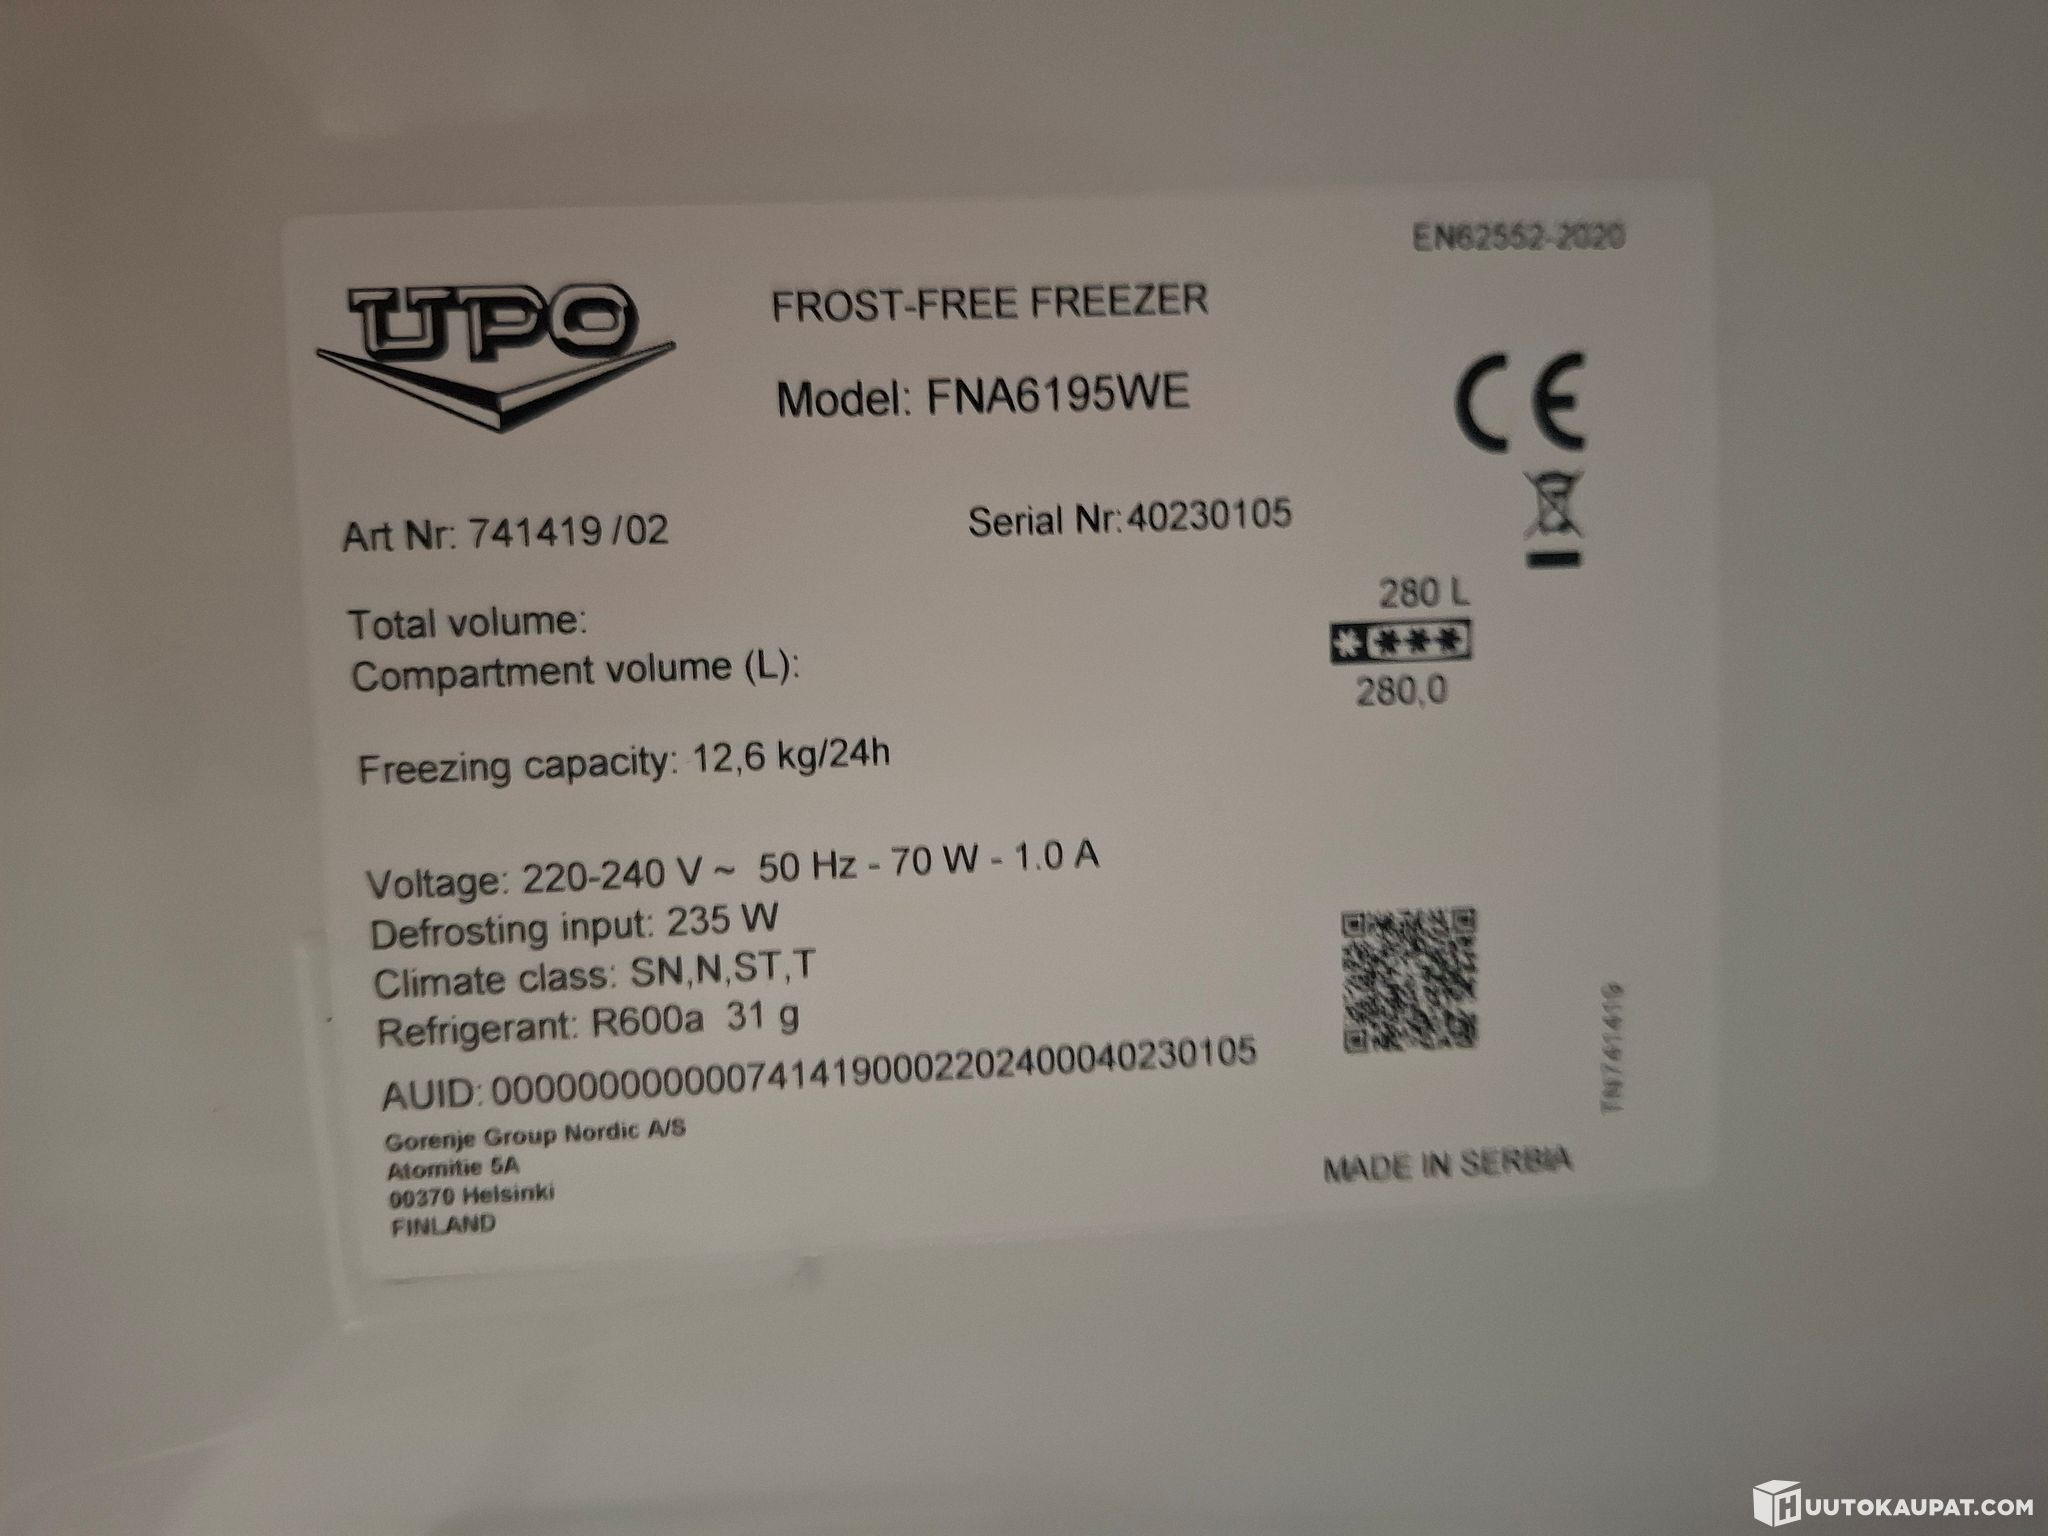 EN62552-2020
UPO
FROST-FREE FREEZER
Model: FNA6195WE
CE
Art Nr: 741419 /02
Serial Nr: 40230105
Total volume: 280 L
Compartment volume (L): 280,0
Freezing capacity: 12,6 kg/24h
Voltage: 220-240 V ~ 50 Hz - 70 W - 1.0 A
Defrosting input: 235 W
Climate class: SN,N,ST,T
Refrigerant: R600a 31 g
AUID: 0000000000007414190002202400040230105
Gorenje Group Nordic A/S
Atomitie 5A
00370 Helsinki
FINLAND
TN741419
MADE IN SERBIA
HUUTOKAUPAT.COM